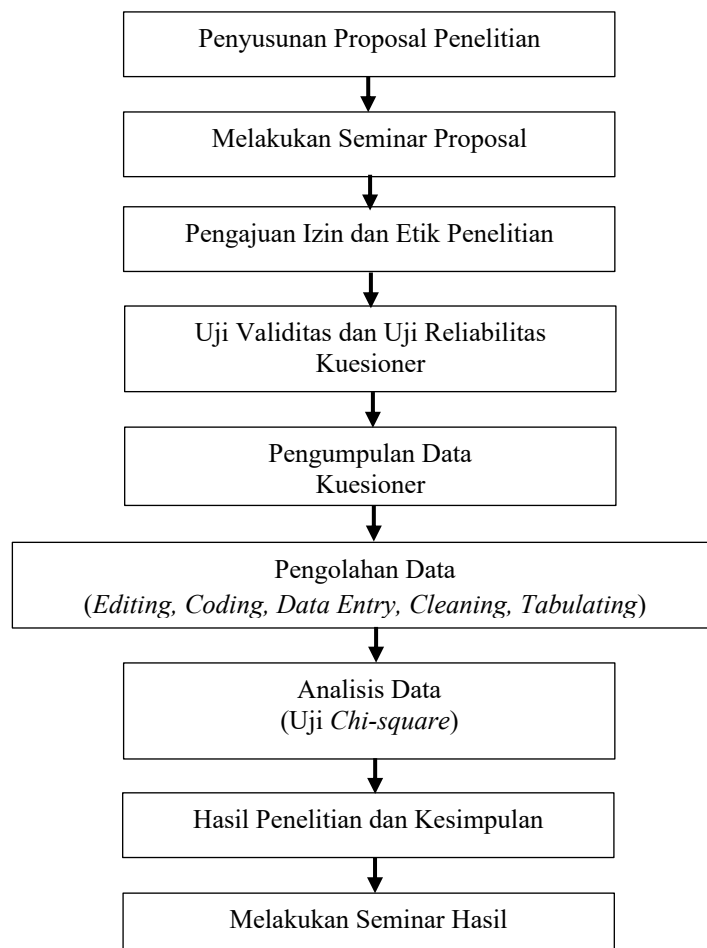 Penyusunan Proposal Penelitian
Melakukan Seminar Proposal
Pengajuan Izin dan Etik Penelitian
Uji Validitas dan Uji Reliabilitas
Kuesioner
Pengumpulan Data
Kuesioner
Pengolahan Data
(Editing, Coding, Data Entry, Cleaning, Tabulating)
Analisis Data
(Uji Chi-square)
Hasil Penelitian dan Kesimpulan
Melakukan Seminar Hasil